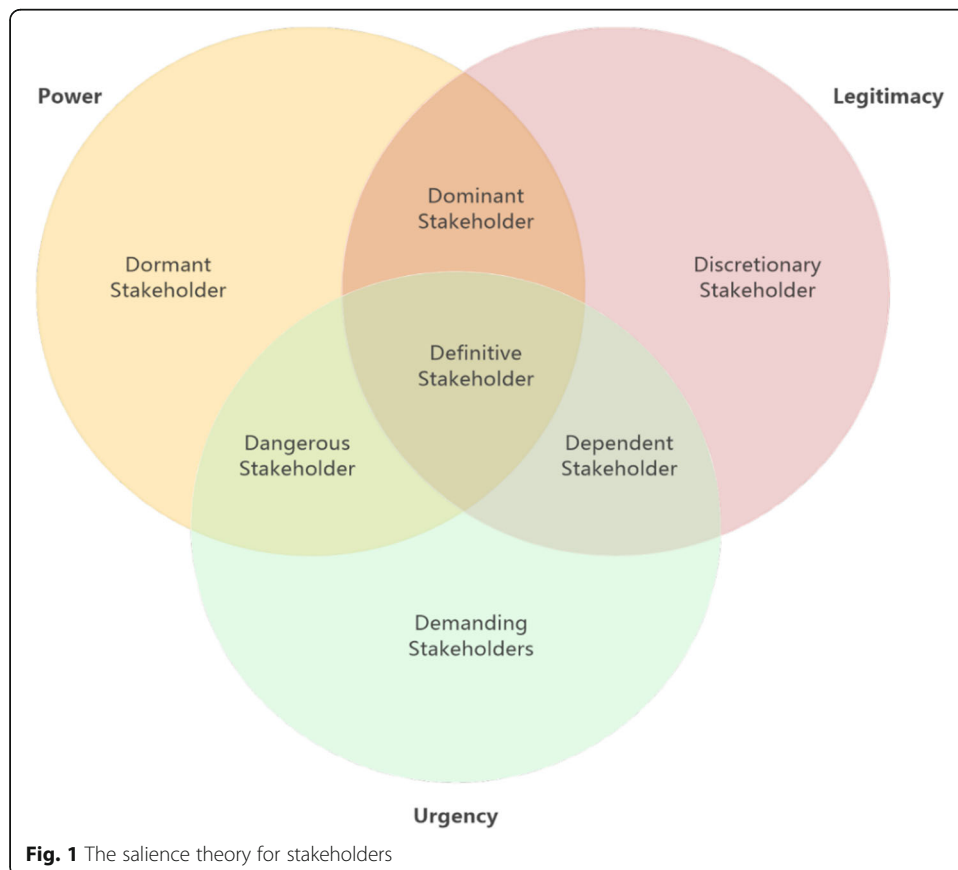 Power
Legitimacy
Dominant
Stakeholder
Dormant
Stakeholder
Discretionary
Stakeholder
Definitive
Stakeholder
Dangerous
Stakeholder
Dependent
Stakeholder
Demanding
Stakeholders
Urgency
Fig. 1 The salience theory for stakeholders